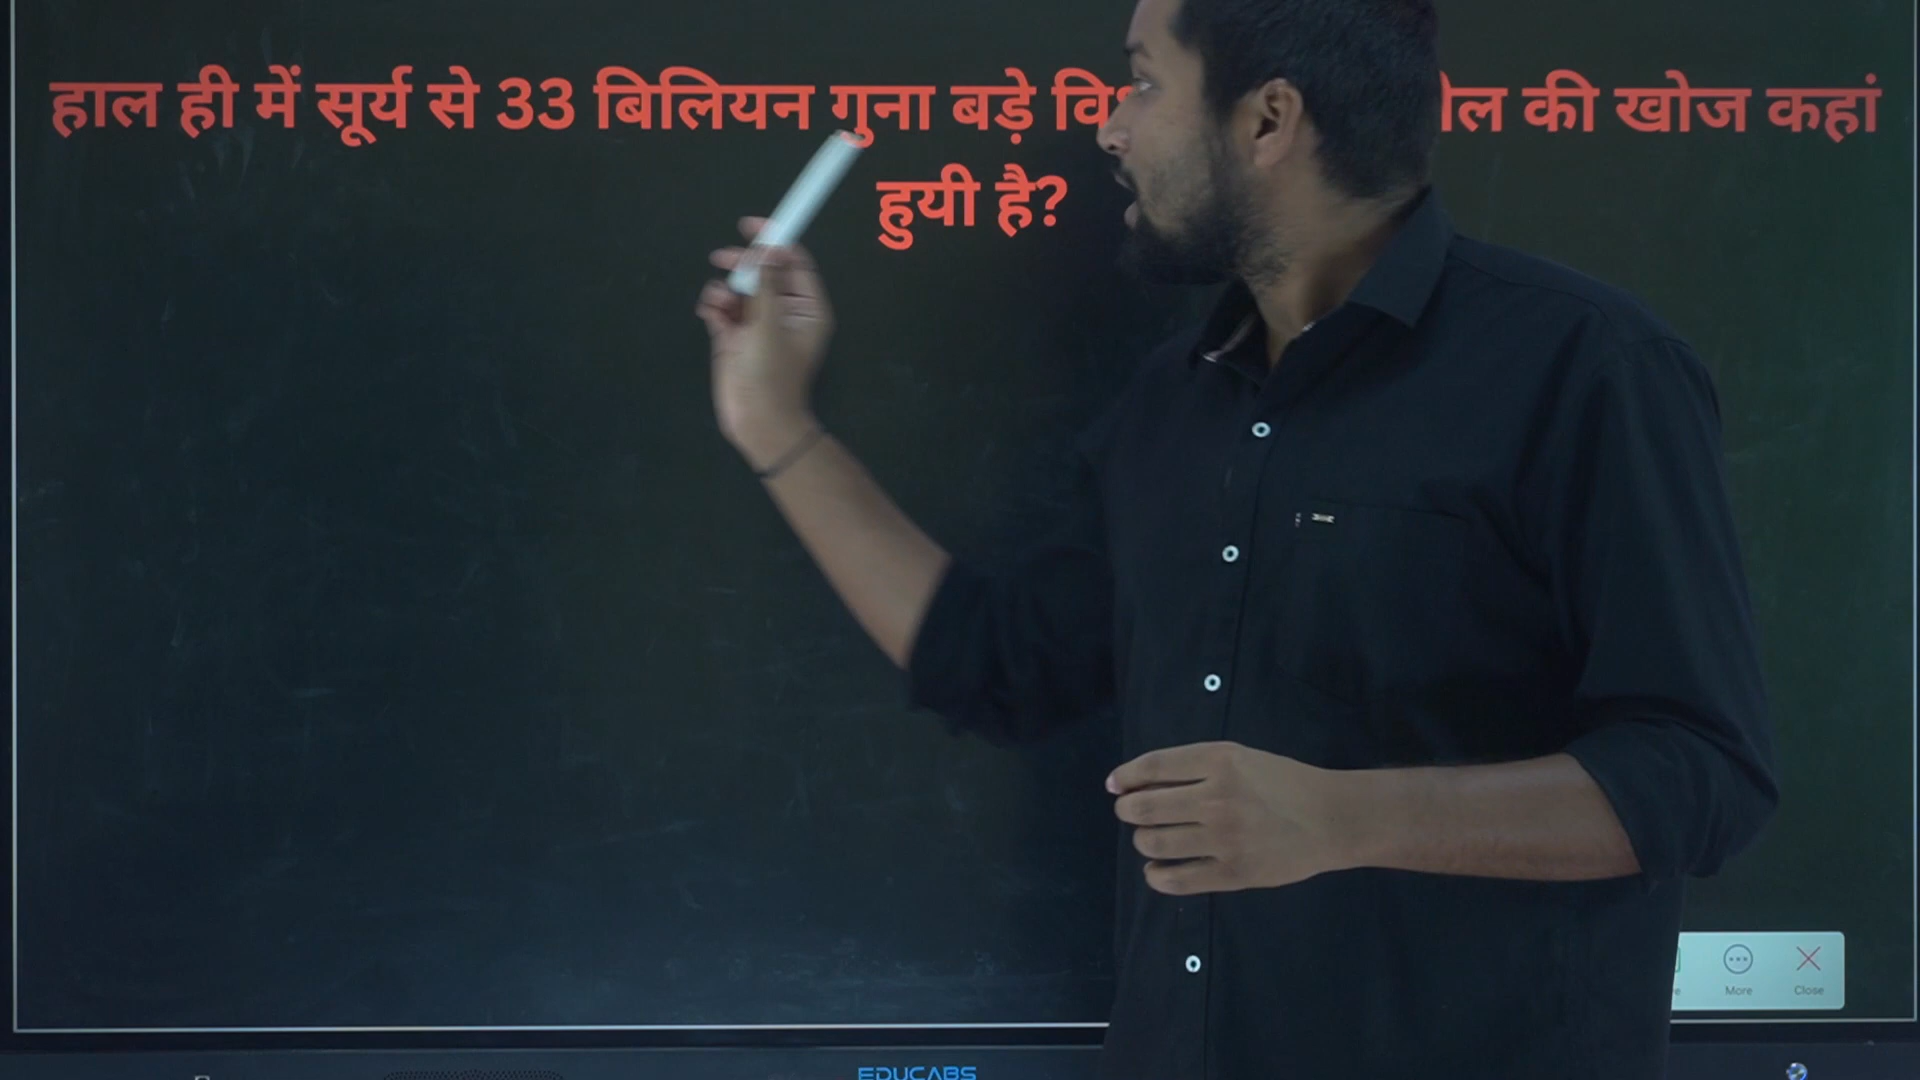 हाल ही में सूर्य से 33 बिलियन गुना बड़े की खोज कहां
हुयी है?
More Close
EDUCABS